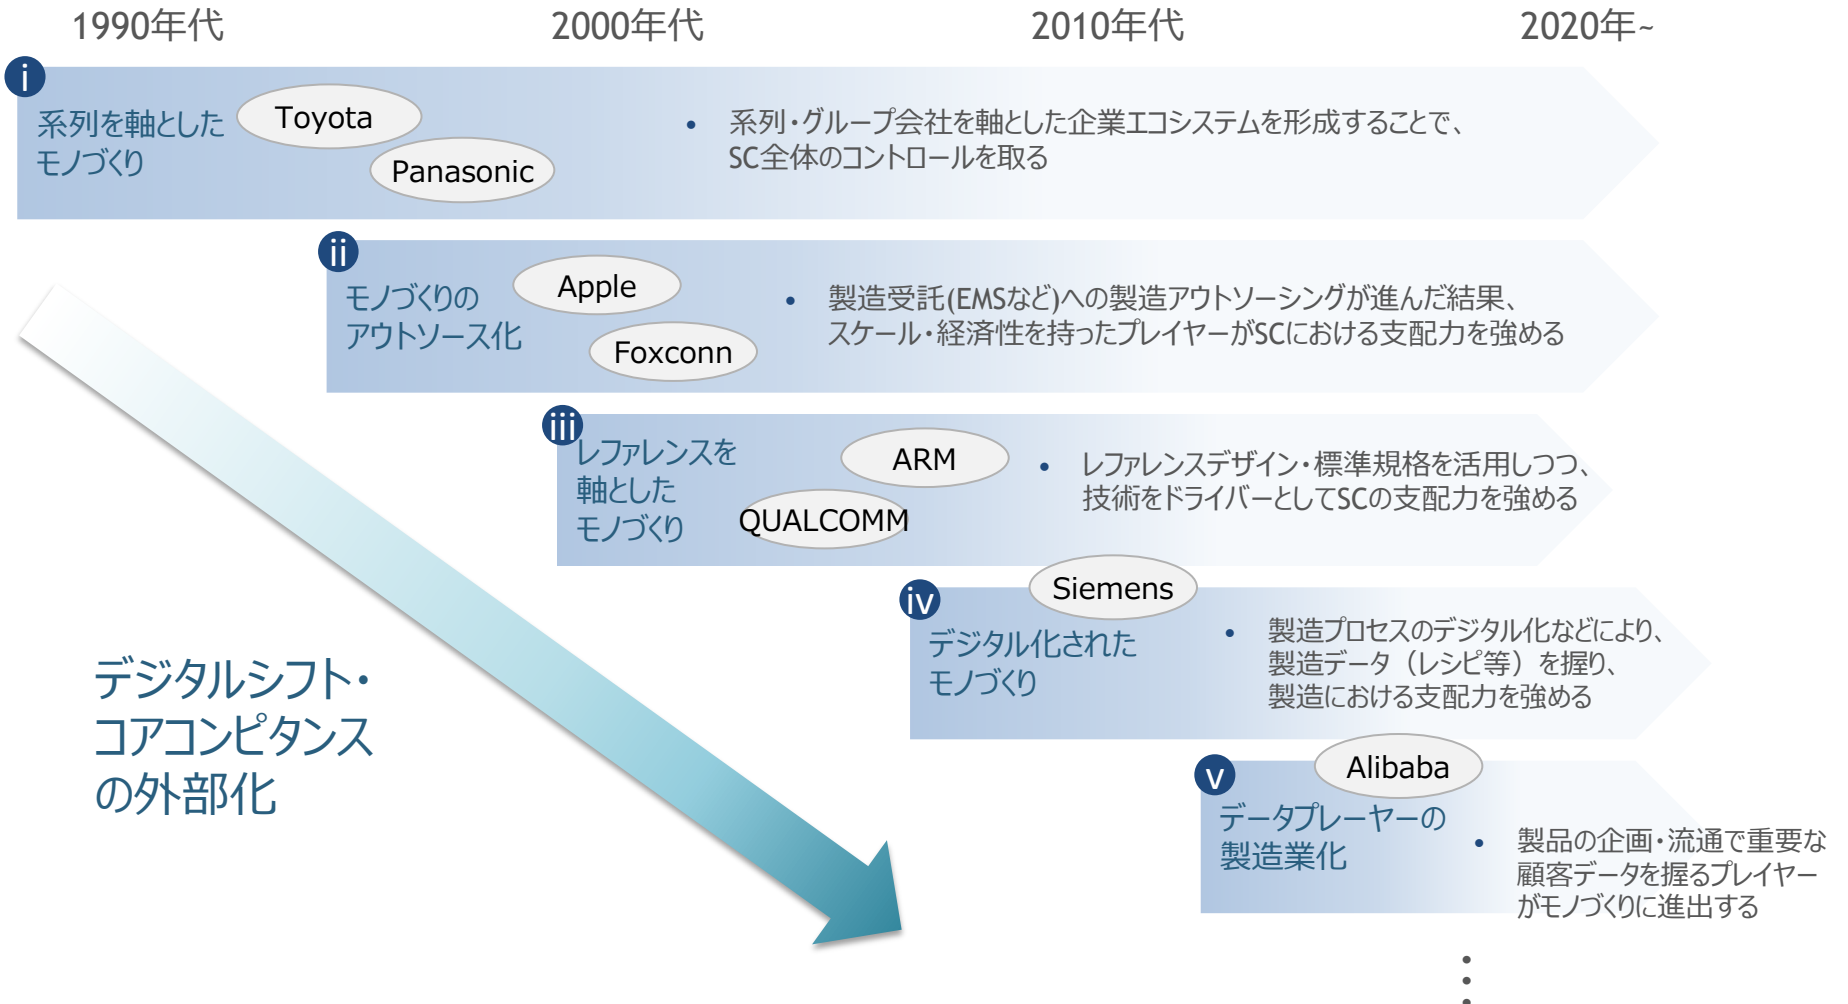 1990年代
2000年代
2010年代
2020年~
i
系列を軸とした
モノづくり
Toyota
Panasonic
• 系列・グループ会社を軸とした企業エコシステムを形成することで、
SC全体のコントロールを取る
ii
モノづくりの
アウトソース化
Apple
Foxconn
• 製造受託(EMSなど)への製造アウトソーシングが進んだ結果、
スケール・経済性を持ったプレイヤーがSCにおける支配力を強める
iii
レファレンスを
軸とした
モノづくり
ARM
QUALCOMM
• レファレンスデザイン・標準規格を活用しつつ、
技術をドライバーとしてSCの支配力を強める
iv
デジタル化された
モノづくり
Siemens
• 製造プロセスのデジタル化などにより、
製造データ（レシピ等）を握り、
製造における支配力を強める
v
データプレーヤーの
製造業化
Alibaba
• 製品の企画・流通で重要な
顧客データを握るプレイヤー
がモノづくりに進出する
デジタルシフト・
コアコンピタンス
の外部化